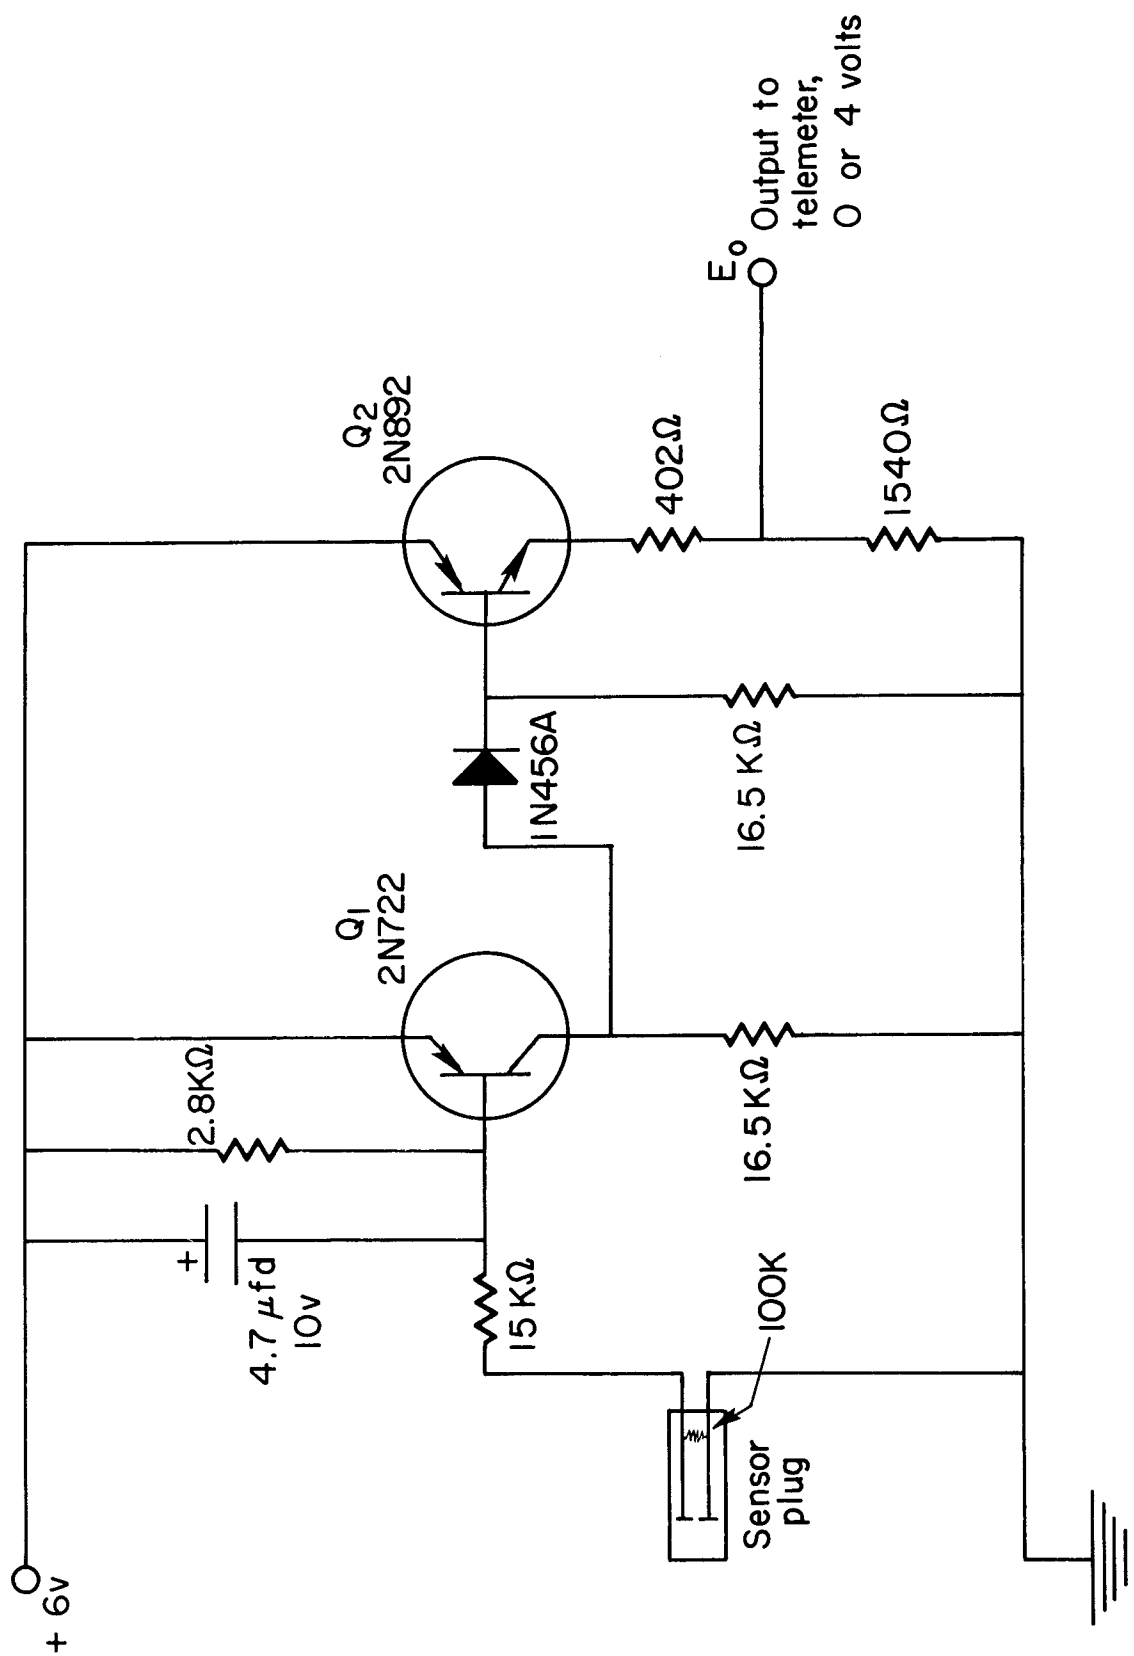 + 6v
+
4.7 μfd
10v
2.8KΩ
Q1
2N722
Q2
2N892
15 KΩ
1N456A
402Ω
Eo
Output to
telemeter,
0 or 4 volts
Sensor
plug
100K
16.5KΩ
16.5 KΩ
1540Ω